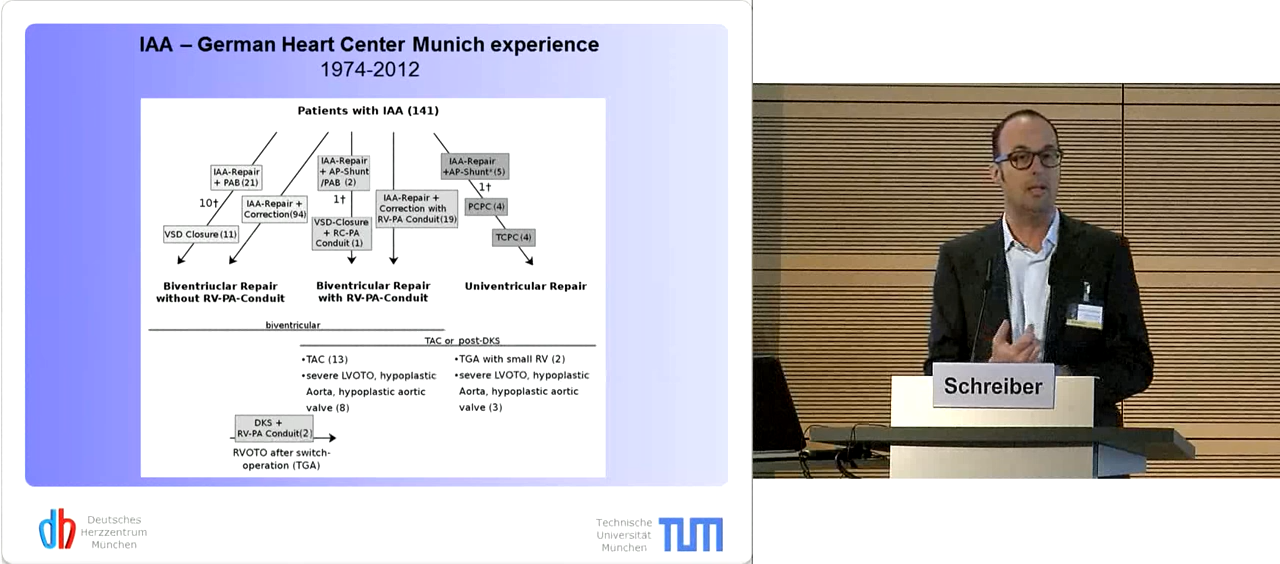 IAA – German Heart Center Munich experience
1974-2012
Patients with IAA (141)
IAA-Repair
+ PAB (21)
10†
VSD Closure (11)
IAA-Repair +
Correction(94)
IAA-Repair
+ AP-Shunt
/PAB (2)
1†
VSD-Closure
+ RC-PA
Conduit (1)
IAA-Repair +
Correction with
RV-PA Conduit(19)
IAA-Repair
+AP-Shunt*(5)
1†
PCPC (4)
TCPC (4)
Biventriuclar Repair
without RV-PA-Conduit
Biventricular Repair
with RV-PA-Conduit
Univentricular Repair
biventricular
TAC or post-DKS
•TAC (13)
•severe LVOTO, hypoplastic
Aorta, hypoplastic aortic
valve (8)
•TGA with small RV (2)
•severe LVOTO, hypoplastic
Aorta, hypoplastic aortic
valve (3)
DKS +
RV-PA Conduit(2)
RVOTO after switch-
operation (TGA)
dh
Deutsches
Herzzentrum
München
Technische
Universität
München
TUM
Schreiber